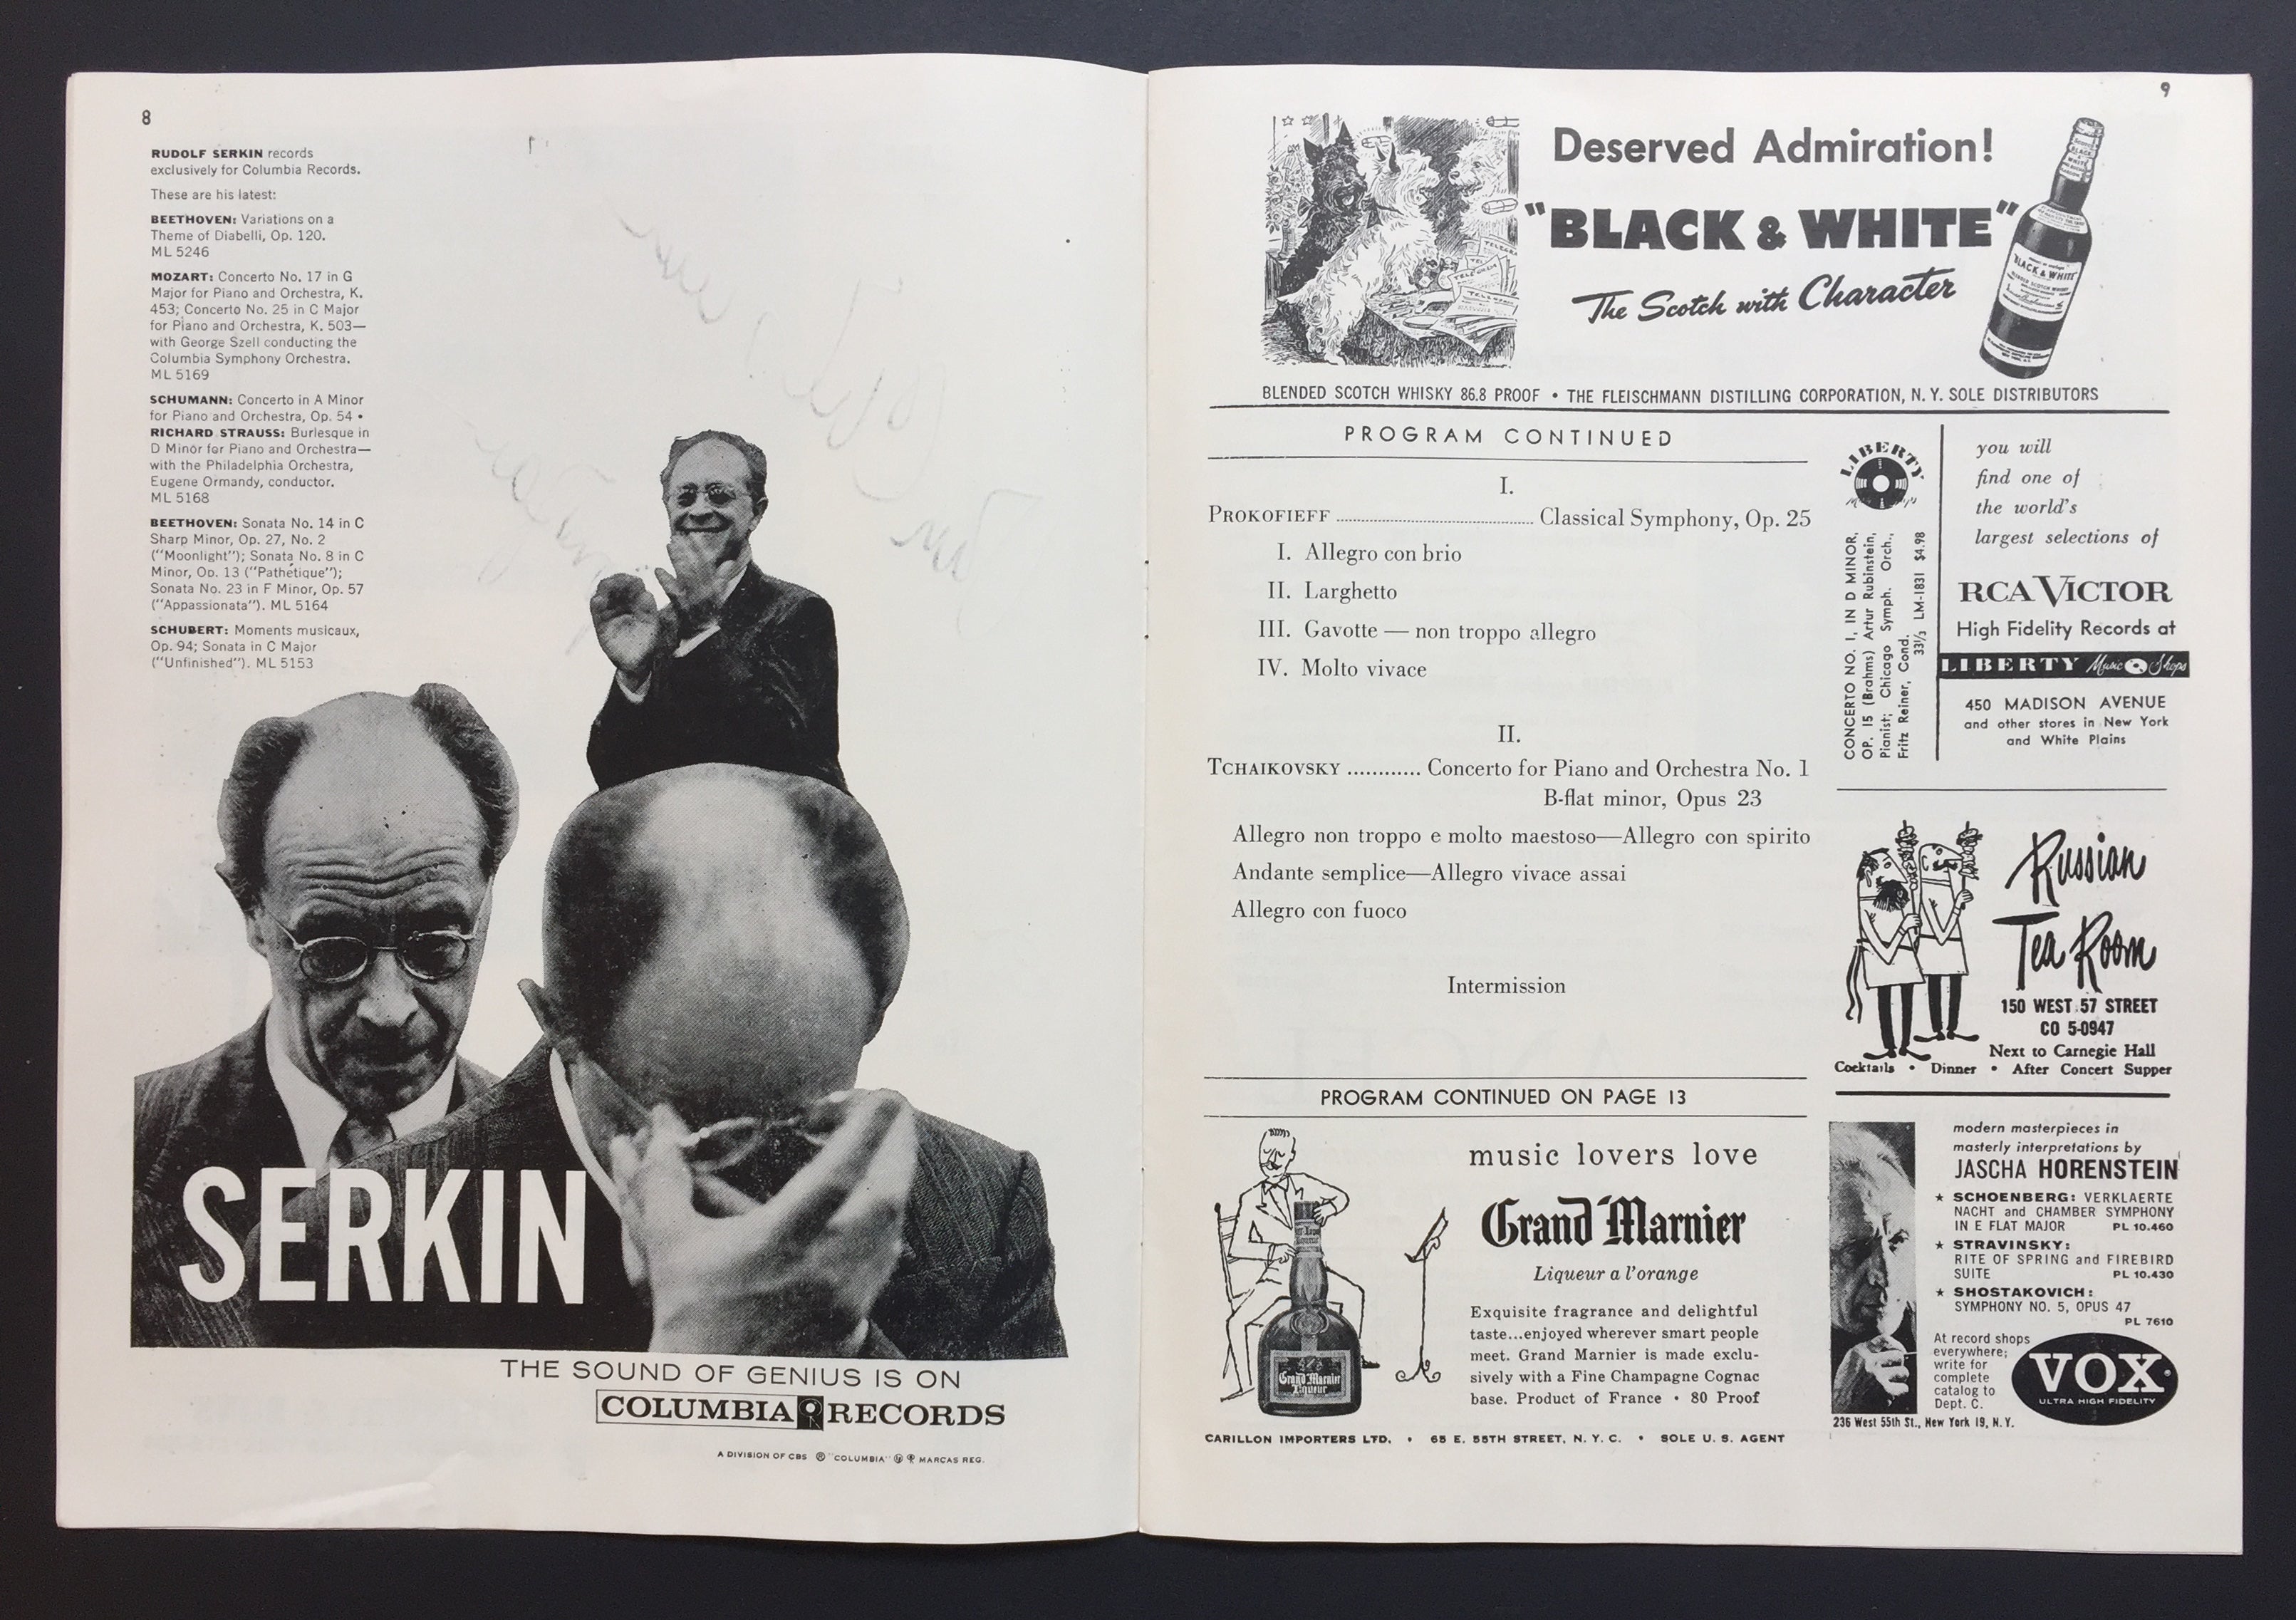 8
RUDOLF SERKIN records
exclusively for Columbia Records.
These are his latest:
BEETHOVEN: Variations on a
Theme of Diabelli, Op. 120.
ML 5246
MOZART: Concerto No. 17 in G
Major for Piano and Orchestra, K.
453; Concerto No. 25 in C Major
for Piano and Orchestra, K. 503—
with George Szell conducting the
Columbia Symphony Orchestra.
ML 5169
SCHUMANN: Concerto in A Minor
for Piano and Orchestra, Op. 54 •
RICHARD STRAUSS: Burlesque in
D Minor for Piano and Orchestra—
with the Philadelphia Orchestra,
Eugene Ormandy, conductor.
ML 5168
BEETHOVEN: Sonata No. 14 in C
Sharp Minor, Op. 27, No. 2
("Moonlight"); Sonata No. 8 in C
Minor, Op. 13 ("Pathétique");
Sonata No. 23 in F Minor, Op. 57
("Appassionata"). ML 5164
SCHUBERT: Moments musicaux,
Op. 94; Sonata in C Major
("Unfinished"). ML 5153
SERKIN
THE SOUND OF GENIUS IS ON
COLUMBIA RECORDS
A DIVISION OF CBS ® "COLUMBIA" MARCAS REG.
9
Deserved Admiration!
"BLACK & WHITE"
The Scotch with Character
BLENDED SCOTCH WHISKY 86.8 PROOF • THE FLEISCHMANN DISTILLING CORPORATION, N. Y. SOLE DISTRIBUTORS
PROGRAM CONTINUED
I.
PROKOFIEFF ........................ Classical Symphony, Op. 25
I. Allegro con brio
II. Larghetto
III. Gavotte — non troppo allegro
IV. Molto vivace
II.
TCHAIKOVSKY ............ Concerto for Piano and Orchestra No. 1
B-flat minor, Opus 23
Allegro non troppo e molto maestoso—Allegro con spirito
Andante semplice—Allegro vivace assai
Allegro con fuoco
Intermission
PROGRAM CONTINUED ON PAGE 13
LIBERTY
CONCERTO NO. 1, IN D MINOR,
OP. 15 (Brahms) Artur Rubinstein,
Pianist; Chicago Symph. Orch.,
Fritz Reiner, Cond.
33⅓ LM-1831 $4.98
you will
find one of
the world's
largest selections of
RCA VICTOR
High Fidelity Records at
LIBERTY Music Shops
450 MADISON AVENUE
and other stores in New York
and White Plains
Russian
Tea Room
150 WEST 57 STREET
CO 5-0947
Next to Carnegie Hall
Cocktails • Dinner • After Concert Supper
music lovers love
Grand Marnier
Liqueur a l'orange
Exquisite fragrance and delightful
taste...enjoyed wherever smart people
meet. Grand Marnier is made exclu-
sively with a Fine Champagne Cognac
base. Product of France • 80 Proof
Grand Marnier
Liqueur
CARILLON IMPORTERS LTD. • 65 E. 55TH STREET, N. Y. C. • SOLE U. S. AGENT
modern masterpieces in
masterly interpretations by
JASCHA HORENSTEIN
★ SCHOENBERG: VERKLAERTE
NACHT and CHAMBER SYMPHONY
IN E FLAT MAJOR PL 10.460
★ STRAVINSKY:
RITE OF SPRING and FIREBIRD
SUITE PL 10.430
★ SHOSTAKOVICH:
SYMPHONY NO. 5, OPUS 47
PL 7610
At record shops
everywhere;
write for
complete
catalog to
Dept. C.
VOX
ULTRA HIGH FIDELITY
236 West 55th St., New York 19, N. Y.